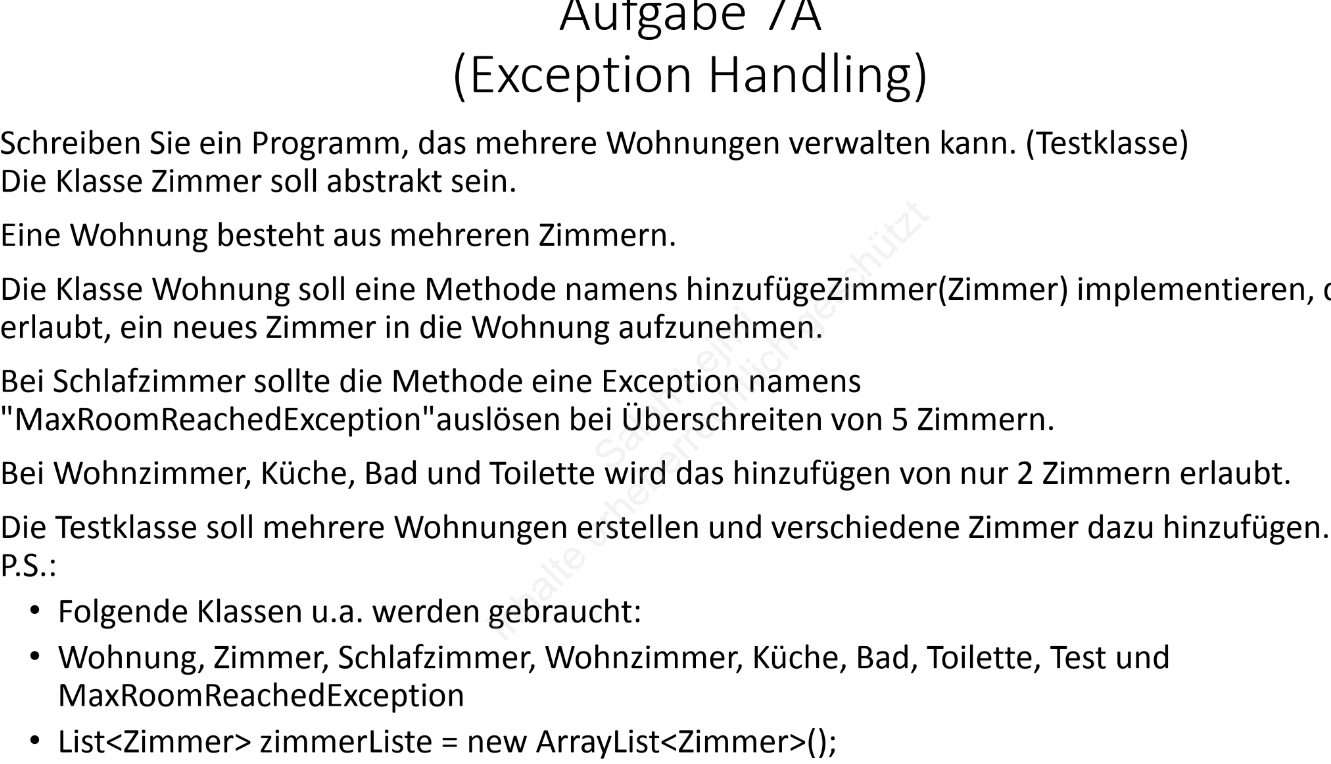 Aufgabe 7A
(Exception Handling)
Schreiben Sie ein Programm, das mehrere Wohnungen verwalten kann. (Testklasse)
Die Klasse Zimmer soll abstrakt sein.
Eine Wohnung besteht aus mehreren Zimmern.
Die Klasse Wohnung soll eine Methode namens hinzufügeZimmer(Zimmer) implementieren,
erlaubt, ein neues Zimmer in die Wohnung aufzunehmen.
Bei Schlafzimmer sollte die Methode eine Exception namens
"MaxRoomReachedException"auslösen bei Überschreiten von 5 Zimmern.
Bei Wohnzimmer, Küche, Bad und Toilette wird das hinzufügen von nur 2 Zimmern erlaubt.
Die Testklasse soll mehrere Wohnungen erstellen und verschiedene Zimmer dazu hinzufügen.
P.S.:
• Folgende Klassen u.a. werden gebraucht:
• Wohnung, Zimmer, Schlafzimmer, Wohnzimmer, Küche, Bad, Toilette, Test und
MaxRoomReachedException
• List<Zimmer> zimmerListe = new ArrayList<Zimmer>();
Inhalte urheberrechtlich geschützt